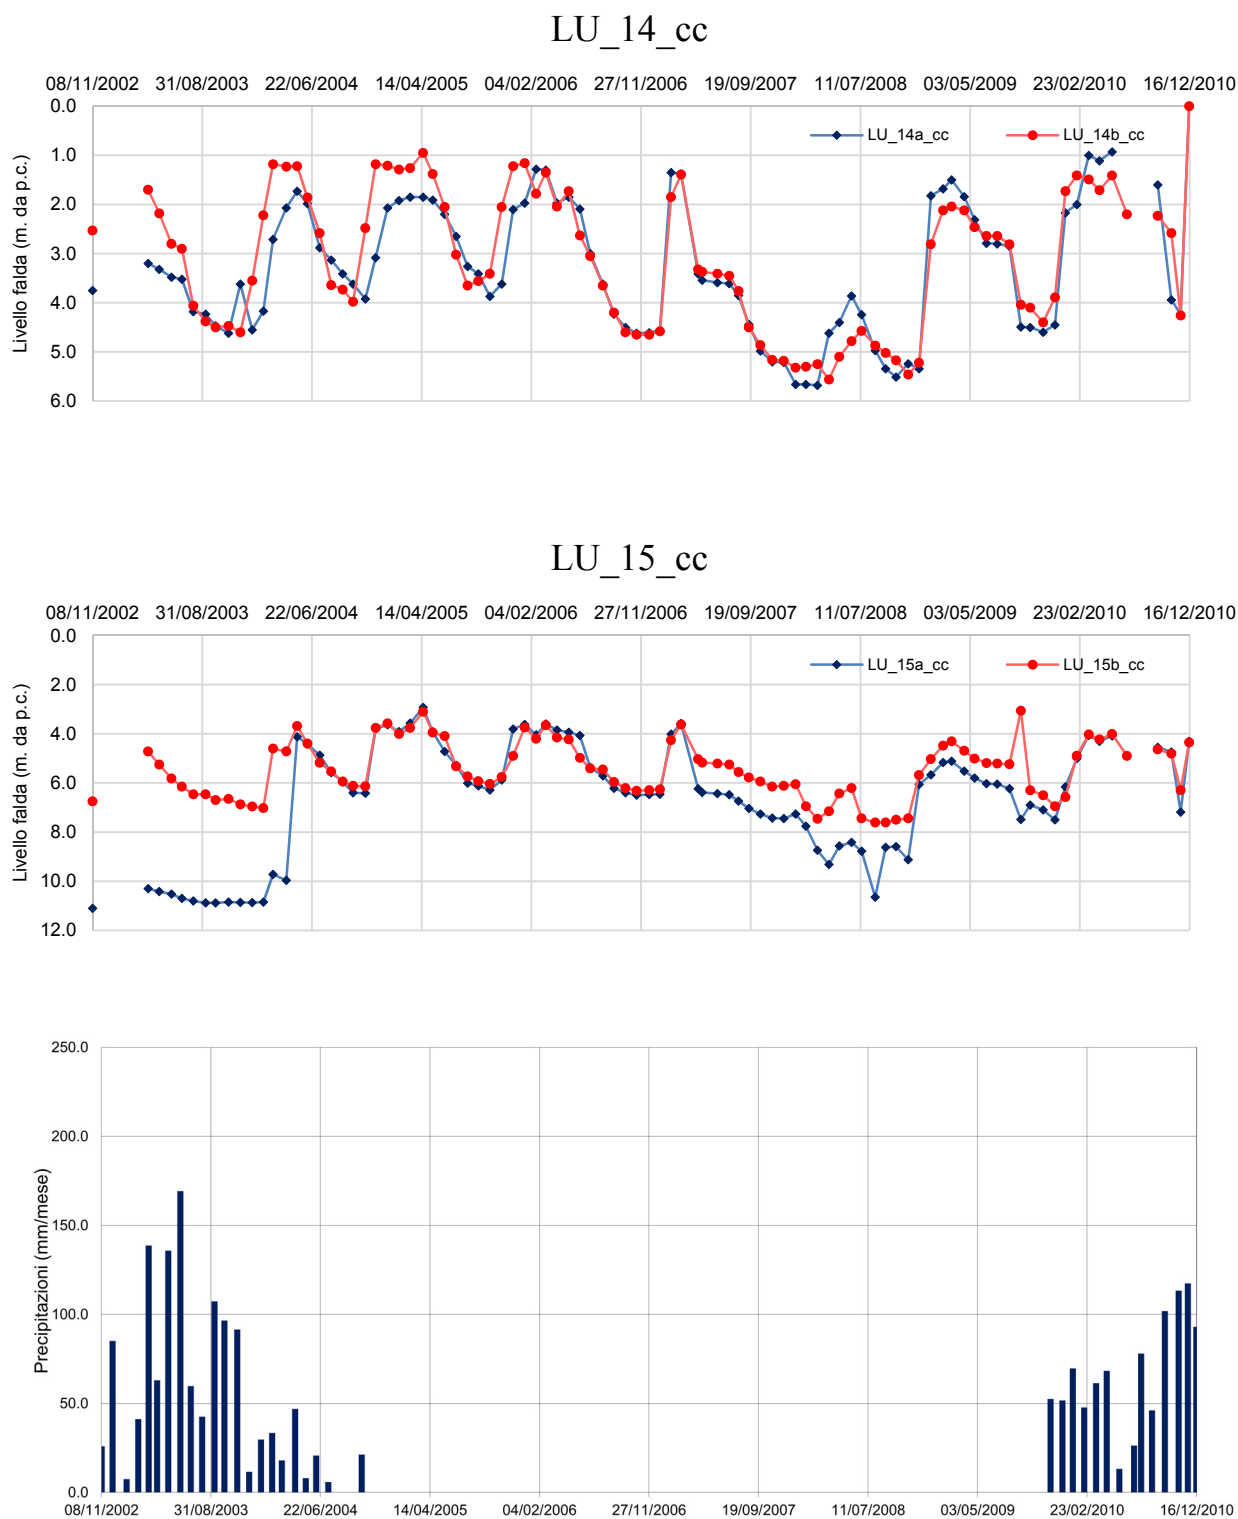 LU_14_cc
08/11/2002 31/08/2003 22/06/2004 14/04/2005 04/02/2006 27/11/2006 19/09/2007 11/07/2008 03/05/2009 23/02/2010 16/12/2010
0.0
LU_14a_cc LU_14b_cc
1.0
2.0
3.0
4.0
5.0
6.0
Livello falda (m. da p.c.)
LU_15_cc
08/11/2002 31/08/2003 22/06/2004 14/04/2005 04/02/2006 27/11/2006 19/09/2007 11/07/2008 03/05/2009 23/02/2010 16/12/2010
0.0
LU_15a_cc LU_15b_cc
2.0
4.0
6.0
8.0
10.0
12.0
Livello falda (m. da p.c.)
250.0
200.0
150.0
100.0
50.0
0.0
Precipitazioni (mm/mese)
08/11/2002 31/08/2003 22/06/2004 14/04/2005 04/02/2006 27/11/2006 19/09/2007 11/07/2008 03/05/2009 23/02/2010 16/12/2010